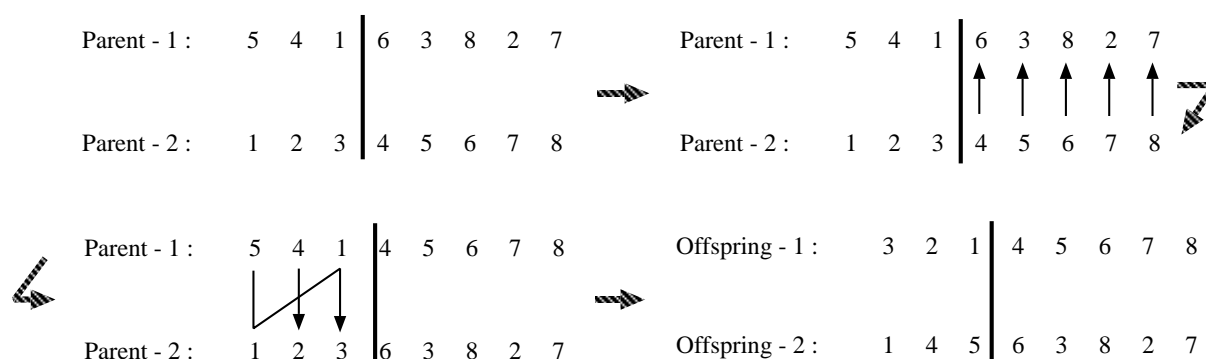 Parent - 1 : 5 4 1 6 3 8 2 7
Parent - 2 : 1 2 3 4 5 6 7 8
Parent - 1 : 5 4 1 6 3 8 2 7
Parent - 2 : 1 2 3 4 5 6 7 8
Parent - 1 : 5 4 1 4 5 6 7 8
Parent - 2 : 1 2 3 6 3 8 2 7
Offspring - 1 : 3 2 1 4 5 6 7 8
Offspring - 2 : 1 4 5 6 3 8 2 7